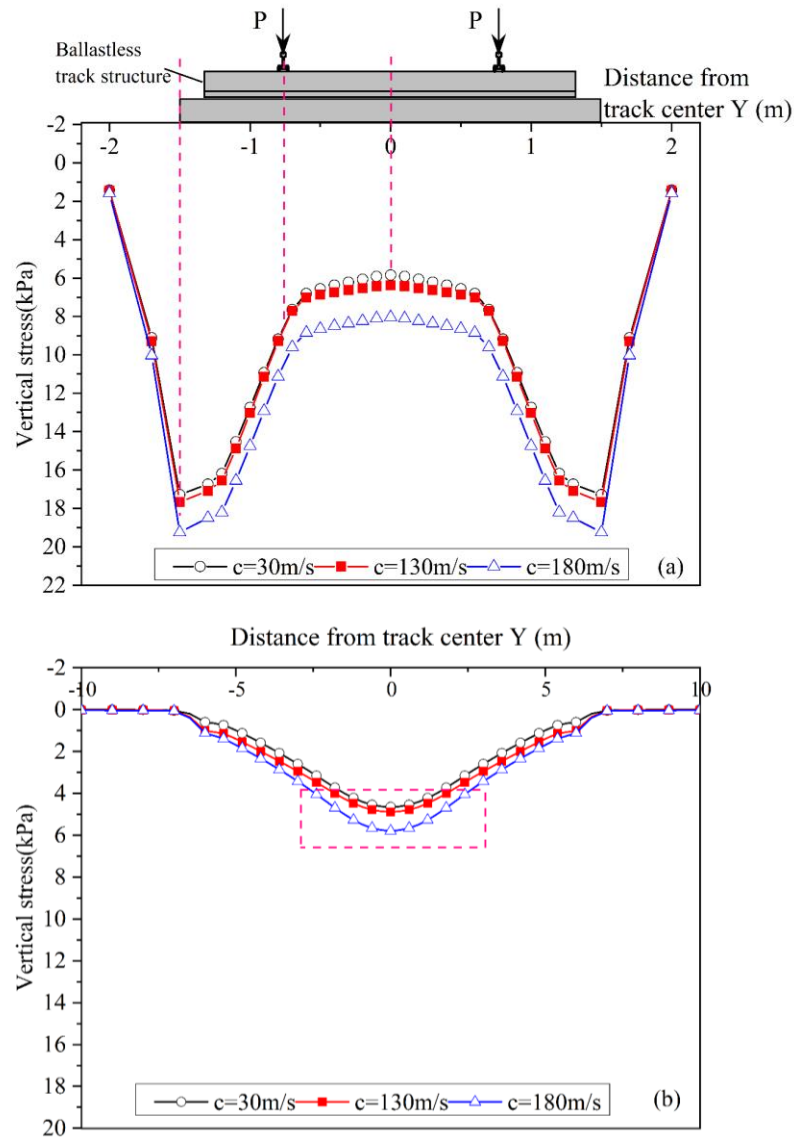 P
P
Ballastless
track structure
Distance from
track center Y (m)
-2
-2
-1
0
1
2
0
2
4
6
8
10
12
14
16
18
20
22
Vertical stress(kPa)
c=30m/s
c=130m/s
c=180m/s
(a)
Distance from track center Y (m)
-2
-10
-5
0
5
10
0
2
4
6
8
10
12
14
16
18
20
Vertical stress(kPa)
c=30m/s
c=130m/s
c=180m/s
(b)